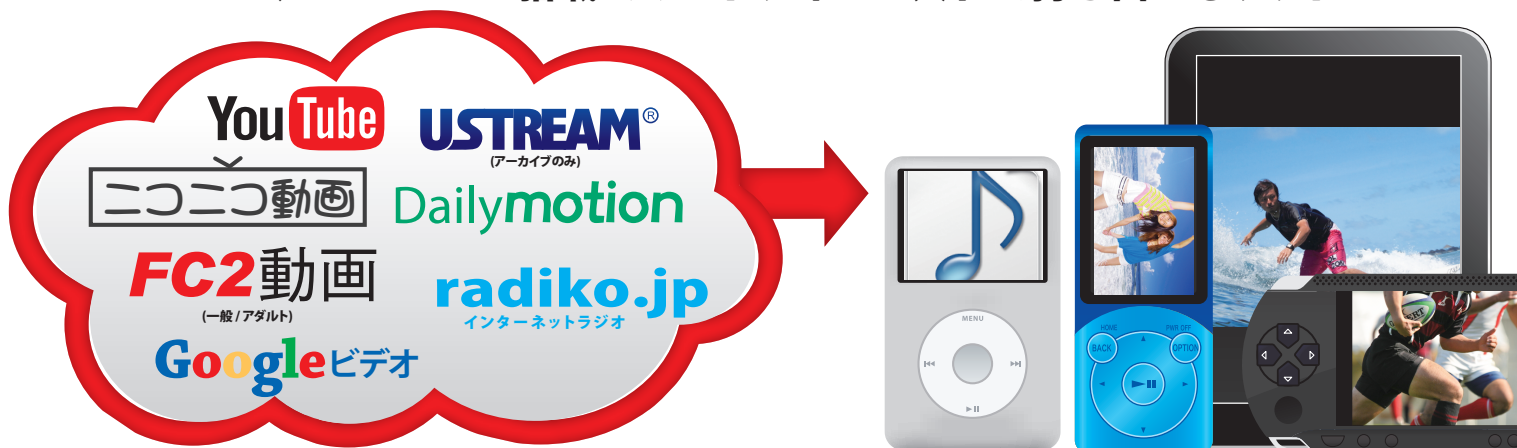 YouTube
USTREAM®
(アーカイブのみ)
ニコニコ動画
Dailymotion
FC2動画
(一般 / アダルト)
radiko.jp
インターネットラジオ
Googleビデオ
MENU
HOME
PWR OFF
BACK
OPTION